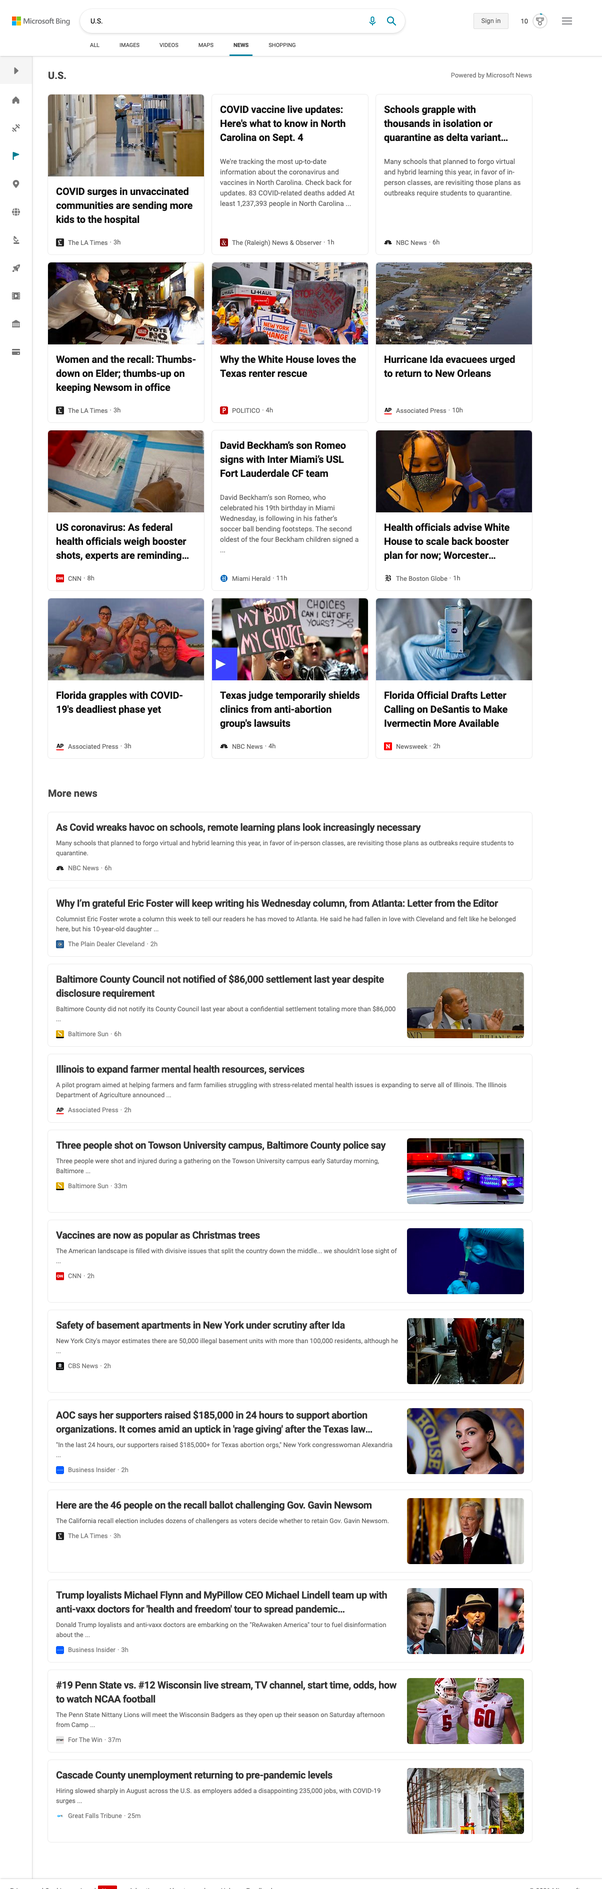 Microsoft Bing
U.S.
Sign in
10
ALL
IMAGES
VIDEOS
MAPS
NEWS
SHOPPING
U.S.
Powered by Microsoft News
COVID surges in unvaccinated
communities are sending more
kids to the hospital
The LA Times · 3h
COVID vaccine live updates:
Here's what to know in North
Carolina on Sept. 4
We're tracking the most up-to-date
information about the coronavirus and
vaccines in North Carolina. Check back for
updates. 83 COVID-related deaths added At
least 1,237,393 people in North Carolina ...
The (Raleigh) News & Observer · 1h
Schools grapple with
thousands in isolation or
quarantine as delta variant...
Many schools that planned to forgo virtual
and hybrid learning this year, in favor of in-
person classes, are revisiting those plans as
outbreaks require students to quarantine.
NBC News · 6h
VOTE
NO
Women and the recall: Thumbs-
down on Elder; thumbs-up on
keeping Newsom in office
The LA Times · 3h
U-HAUL
NEW YORK
CHANGE
Why the White House loves the
Texas renter rescue
POLITICO · 4h
Hurricane Ida evacuees urged
to return to New Orleans
AP
Associated Press · 10h
US coronavirus: As federal
health officials weigh booster
shots, experts are reminding...
CNN · 8h
David Beckham's son Romeo
signs with Inter Miami's USL
Fort Lauderdale CF team
David Beckham's son Romeo, who
celebrated his 19th birthday in Miami
Wednesday, is following in his father's
soccer ball bending footsteps. The second
oldest of the four Beckham children signed a
...
Miami Herald · 11h
Health officials advise White
House to scale back booster
plan for now; Worcester...
The Boston Globe · 1h
Florida grapples with COVID-
19's deadliest phase yet
AP
Associated Press · 3h
MY BODY
MY CHOICE
CHOICES
CAN I CUT OFF
YOURS?
Texas judge temporarily shields
clinics from anti-abortion
group's lawsuits
NBC News · 4h
Florida Official Drafts Letter
Calling on DeSantis to Make
Ivermectin More Available
N
Newsweek · 2h
More news
As Covid wreaks havoc on schools, remote learning plans look increasingly necessary
Many schools that planned to forgo virtual and hybrid learning this year, in favor of in-person classes, are revisiting those plans as outbreaks require students to
quarantine.
NBC News · 6h
Why I'm grateful Eric Foster will keep writing his Wednesday column, from Atlanta: Letter from the Editor
Columnist Eric Foster wrote a column this week to tell our readers he has moved to Atlanta. He said he had fallen in love with Cleveland and felt like he belonged
here, but his 10-year-old daughter ...
The Plain Dealer Cleveland · 2h
Baltimore County Council not notified of $86,000 settlement last year despite
disclosure requirement
Baltimore County did not notify its County Council last year about a confidential settlement totaling more than $86,000
...
Baltimore Sun · 6h
Illinois to expand farmer mental health resources, services
A pilot program aimed at helping farmers and farm families struggling with stress-related mental health issues is expanding to serve all of Illinois. The Illinois
Department of Agriculture announced ...
AP
Associated Press · 2h
Three people shot on Towson University campus, Baltimore County police say
Three people were shot and injured during a gathering on the Towson University campus early Saturday morning,
Baltimore ...
Baltimore Sun · 33m
Vaccines are now as popular as Christmas trees
The American landscape is filled with divisive issues that split the country down the middle... we shouldn't lose sight of
...
CNN · 2h
Safety of basement apartments in New York under scrutiny after Ida
New York City's mayor estimates there are 50,000 illegal basement units with more than 100,000 residents, although he
...
CBS News · 2h
AOC says her supporters raised $185,000 in 24 hours to support abortion
organizations. It comes amid an uptick in 'rage giving' after the Texas law...
"In the last 24 hours, our supporters raised $185,000+ for Texas abortion orgs," New York congresswoman Alexandria
...
Business Insider · 2h
HOUSE
Here are the 46 people on the recall ballot challenging Gov. Gavin Newsom
The California recall election includes dozens of challengers as voters decide whether to retain Gov. Gavin Newsom.
The LA Times · 3h
Trump loyalists Michael Flynn and MyPillow CEO Michael Lindell team up with
anti-vaxx doctors for 'health and freedom' tour to spread pandemic...
Donald Trump loyalists and anti-vaxx doctors are embarking on the "ReAwaken America" tour to fuel disinformation
about the ...
Business Insider · 3h
#19 Penn State vs. #12 Wisconsin live stream, TV channel, start time, odds, how
to watch NCAA football
The Penn State Nittany Lions will meet the Wisconsin Badgers as they open up their season on Saturday afternoon
from Camp ...
For The Win · 37m
5
60
Cascade County unemployment returning to pre-pandemic levels
Hiring slowed sharply in August across the U.S. as employers added a disappointing 235,000 jobs, with COVID-19
surges ...
Great Falls Tribune · 25m